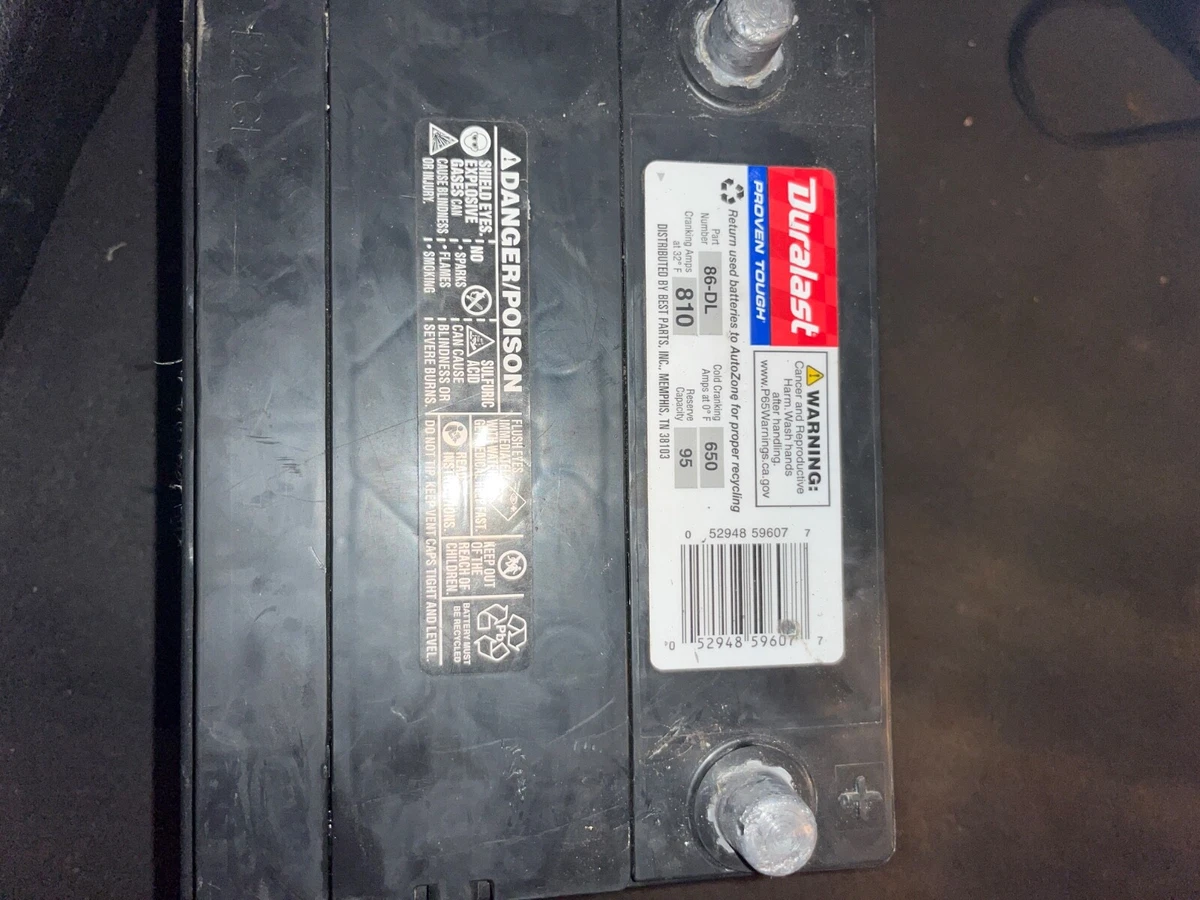 Duralast
PROVEN TOUGH
WARNING:
Cancer and Reproductive
Harm. Wash hands
after handling.
www.P65Warnings.ca.gov
Return used batteries to AutoZone for proper recycling
Part
Number
86-DL
Cold Cranking
Amps at 0° F
650
Cranking Amps
at 32° F
810
Reserve
Capacity
95
DISTRIBUTED BY BEST PARTS, INC., MEMPHIS, TN 38103
0 52948 59607 7
0 52948 59607 7
+
DANGER/POISON
SHIELD EYES.
EXPLOSIVE
GASES CAN
CAUSE BLINDNESS
OR INJURY.
NO
• SPARKS
• FLAMES
• SMOKING
SULFURIC
ACID
CAN CAUSE
BLINDNESS OR
SEVERE BURNS.
FLUSH EYES
IMMEDIATELY
KEEP OUT
OF THE
REACH OF
CHILDREN.
Pb
BATTERY MUST
BE RECYCLED
DO NOT TIP. KEEP VENT CAPS TIGHT AND LEVEL.